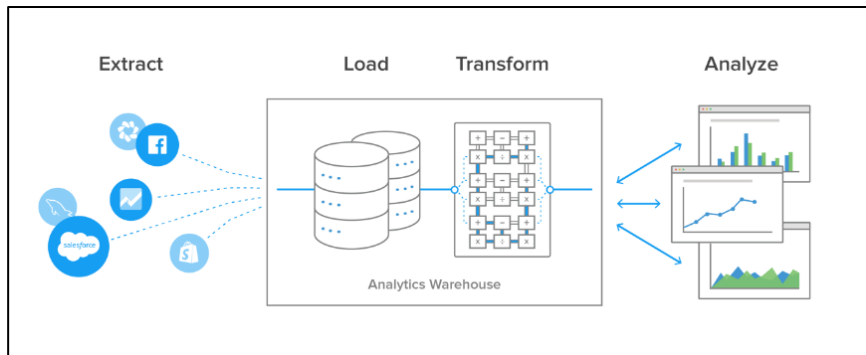 Extract
Load
Transform
Analyze
+ − +
x ÷ x
+ − +
x ÷ x
+ − +
x ÷ x
f
salesforce
S
Analytics Warehouse